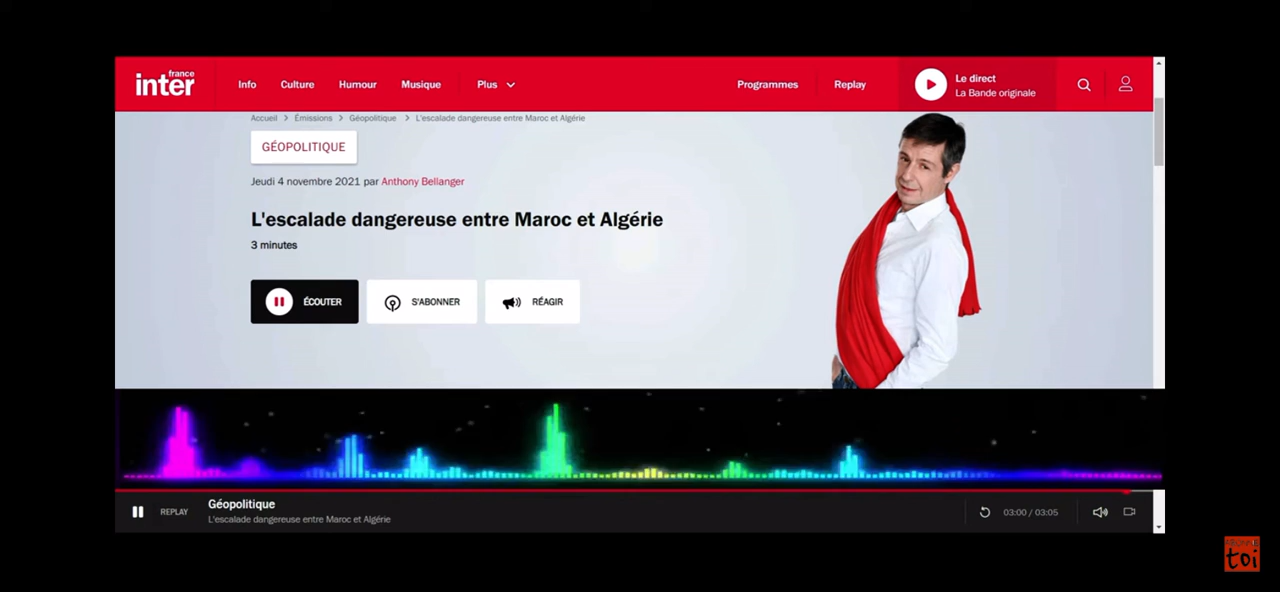 france
inter
Info Culture Humour Musique Plus
Programmes Replay
Le direct
La Bande originale
Accueil > Émissions > Géopolitique > L'escalade dangereuse entre Maroc et Algérie
GÉOPOLITIQUE
Jeudi 4 novembre 2021 par Anthony Bellanger
L'escalade dangereuse entre Maroc et Algérie
3 minutes
ÉCOUTER S'ABONNER RÉAGIR
REPLAY
Géopolitique
L'escalade dangereuse entre Maroc et Algérie
03:00 / 03:05
toi